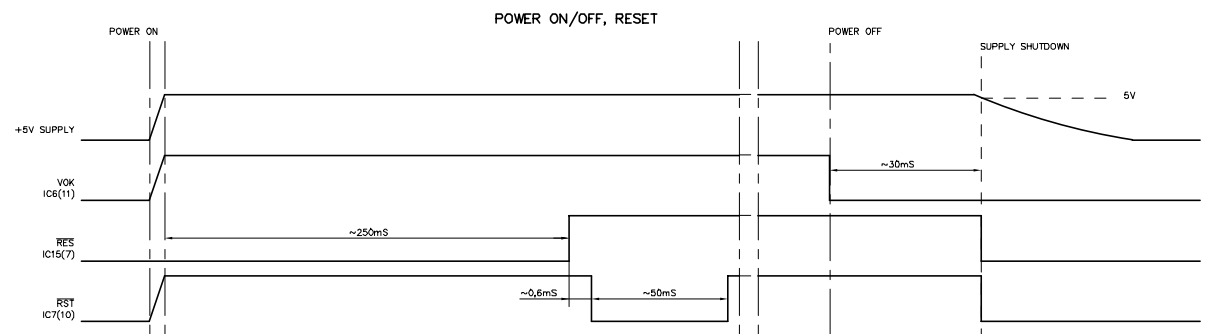 POWER ON/OFF, RESET
POWER ON
POWER OFF
SUPPLY SHUTDOWN
5V
+5V SUPPLY
~30mS
VOK
IC6(11)
~250mS
RES
IC15(7)
~0,6mS
~50mS
RST
IC7(10)